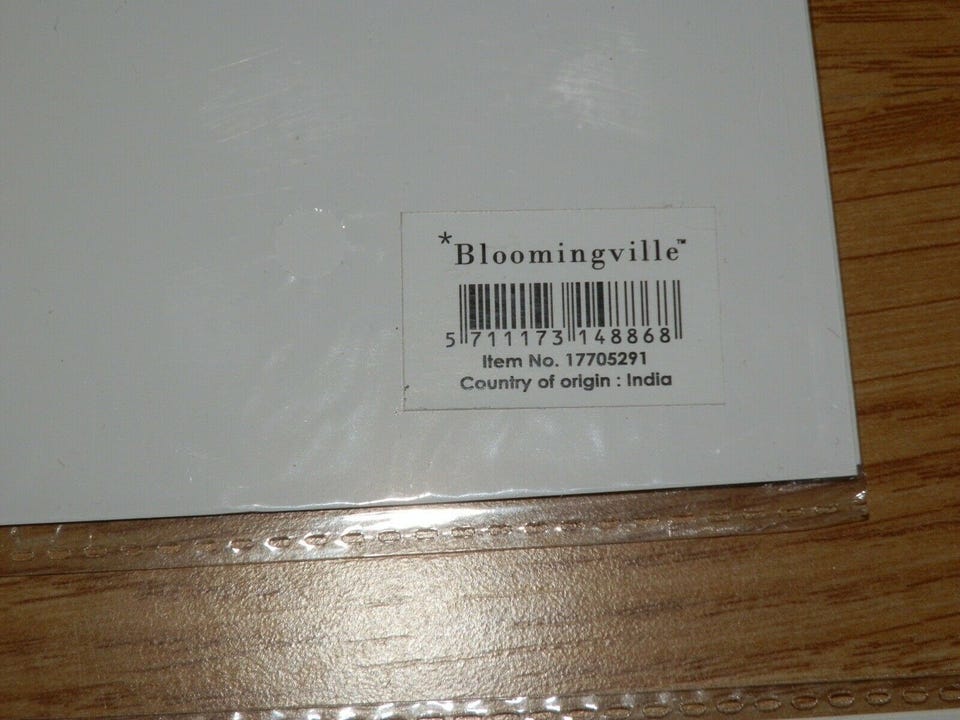 *Bloomingville™
5 711173 148868
Item No. 17705291
Country of origin : India